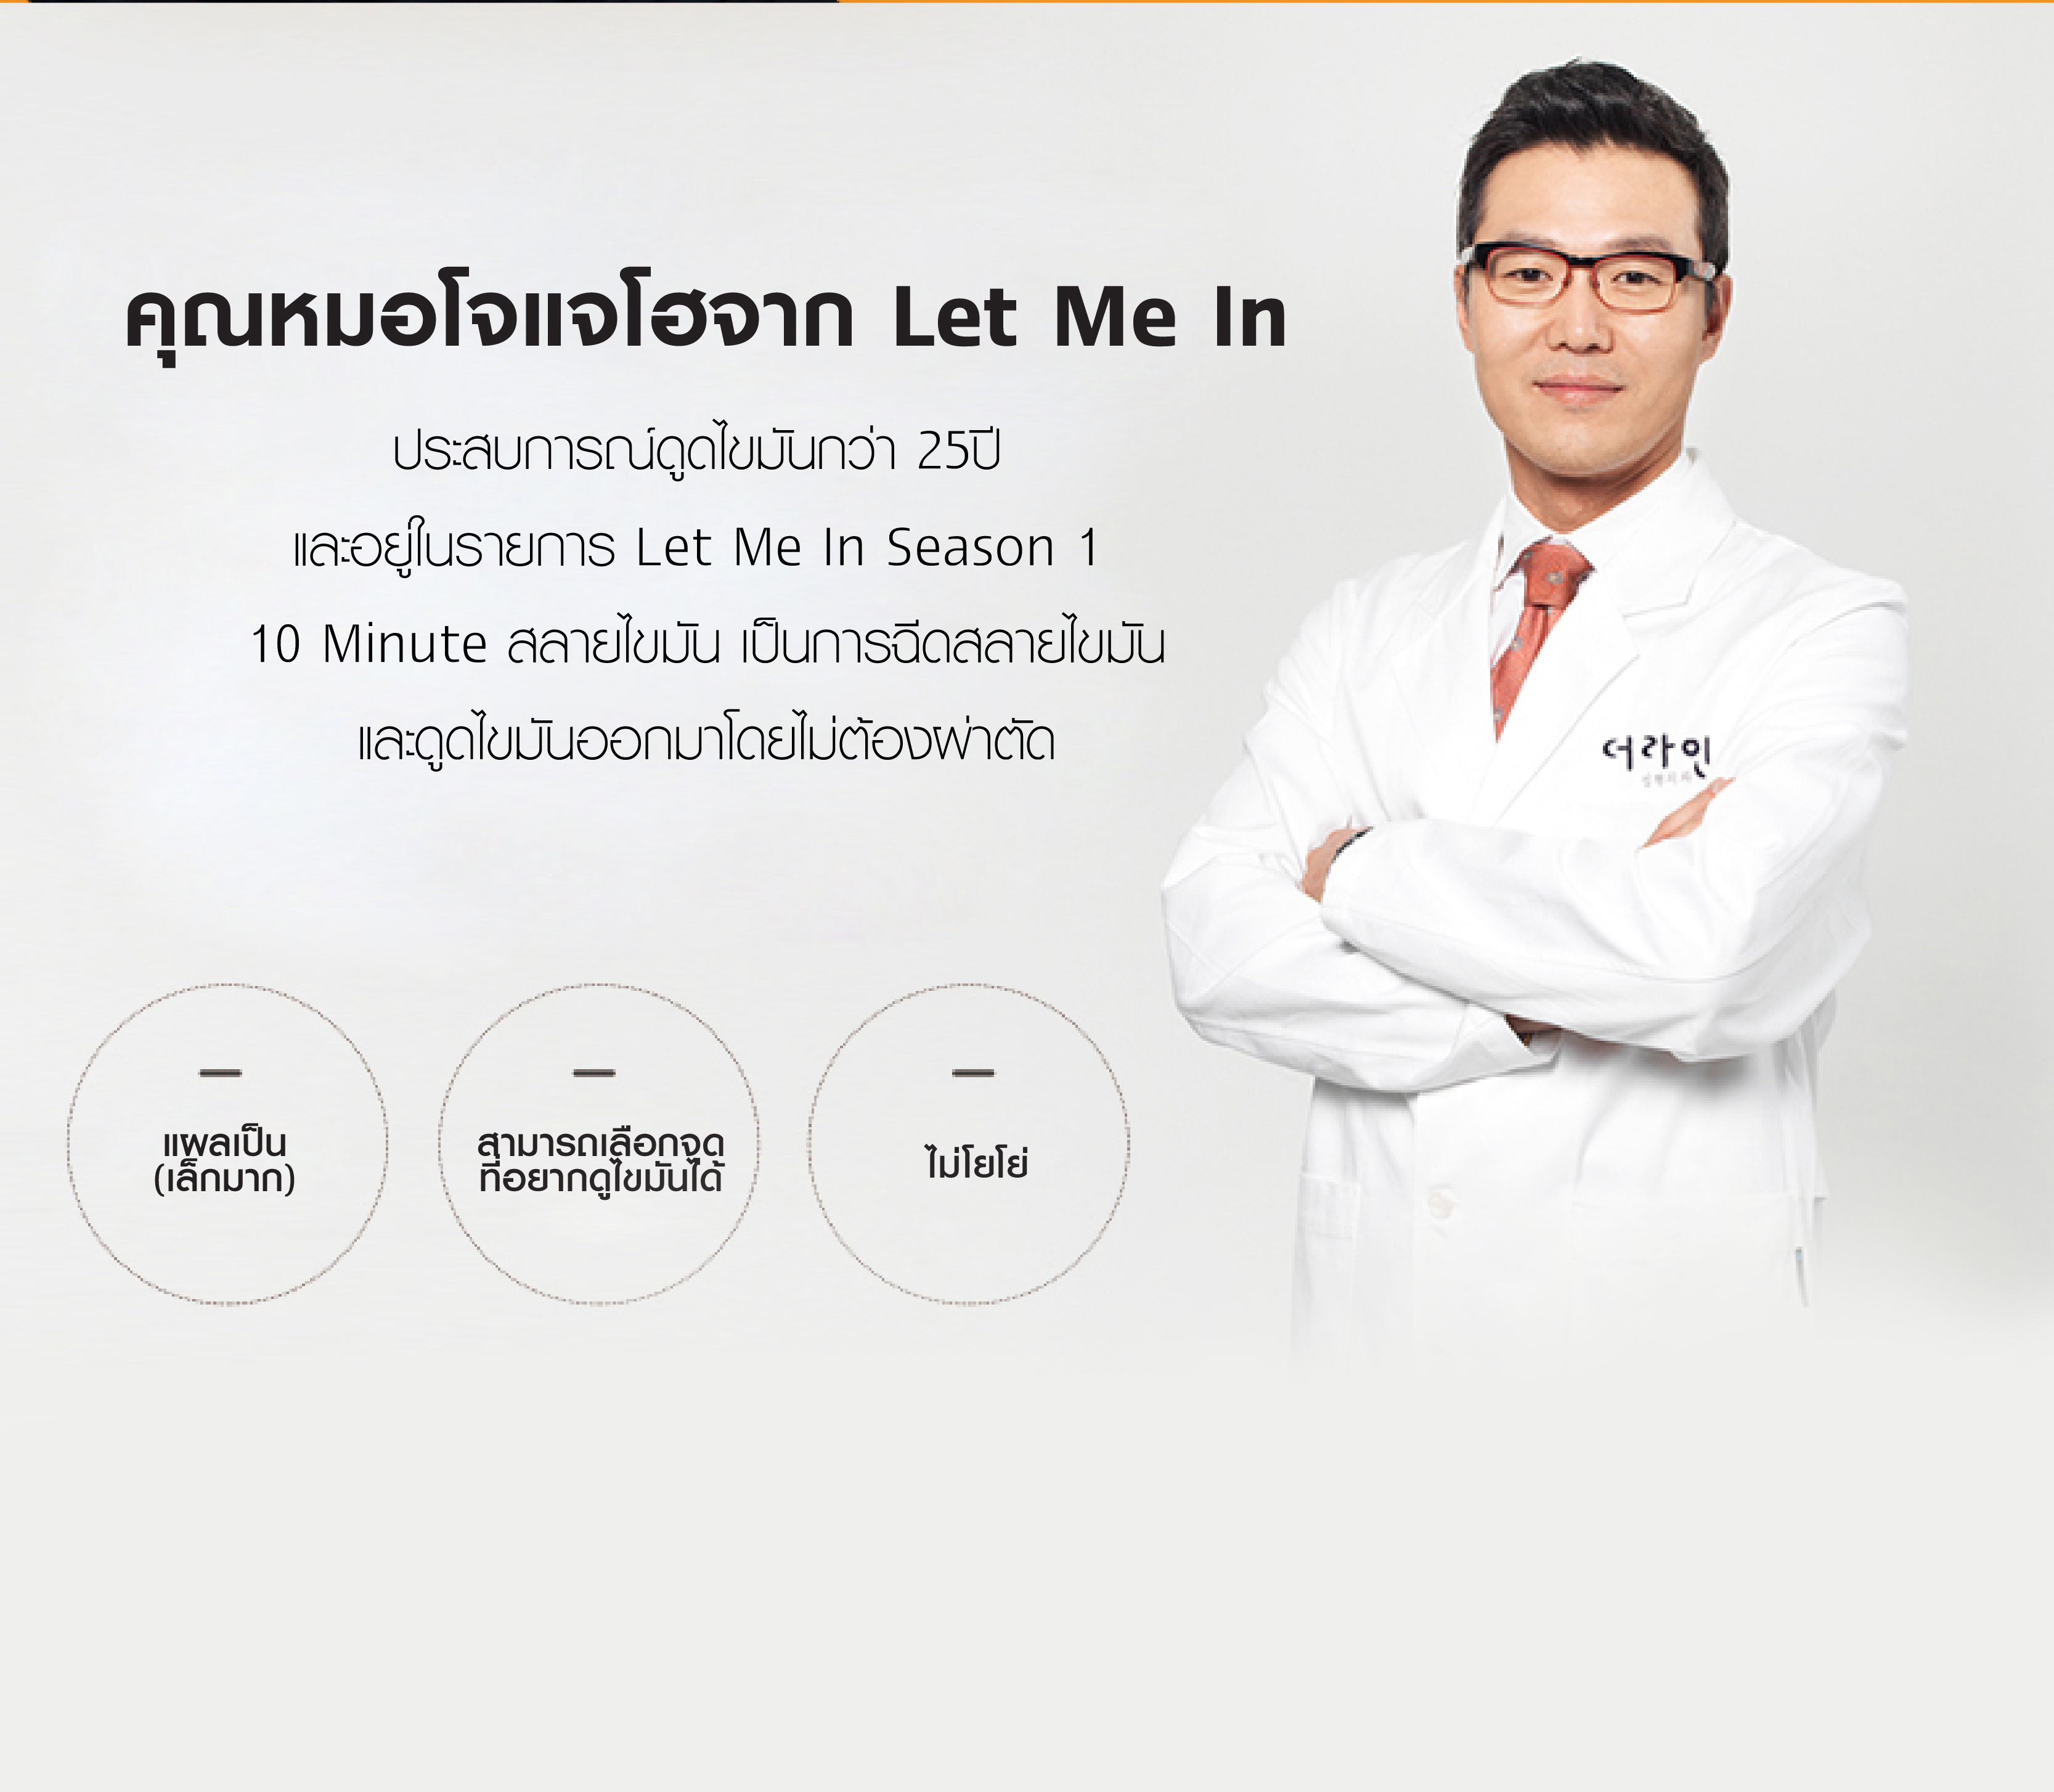 คุณหมอโจแจโฮจาก Let Me In
ประสบการณ์ดูดไขมันกว่า 25ปี
และอยู่ในรายการ Let Me In Season 1
10 Minute สลายไขมัน เป็นการฉีดสลายไขมัน
และดูดไขมันออกมาโดยไม่ต้องผ่าตัด
더라인
성형외과
แผลเป็น
(เล็กมาก)
สามารถเลือกจุด
ที่อยากดูไขมันได้
ไม่โยโย่